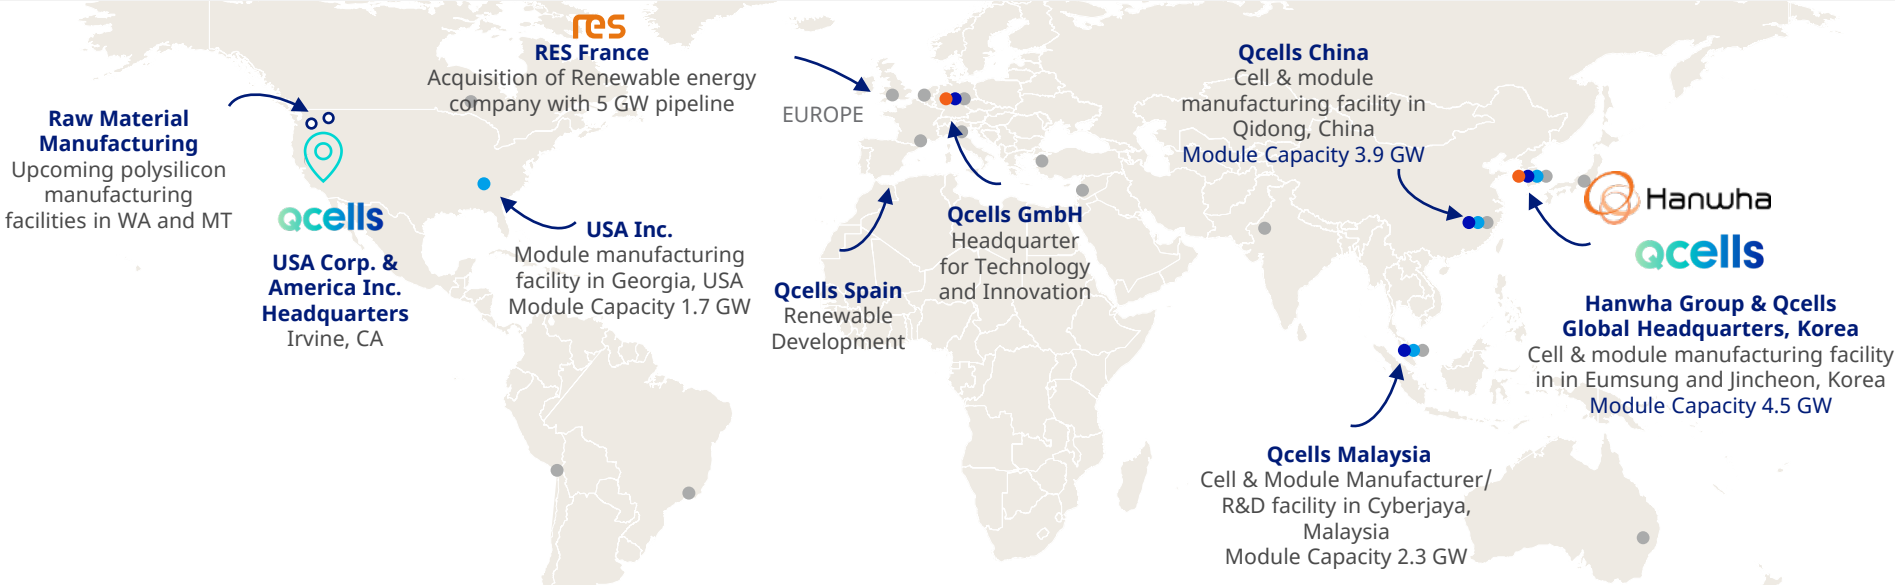 Raw Material
Manufacturing
Upcoming polysilicon
manufacturing
facilities in WA and MT
qcells
USA Corp. &
America Inc.
Headquarters
Irvine, CA
res
RES France
Acquisition of Renewable energy
company with 5 GW pipeline
USA Inc.
Module manufacturing
facility in Georgia, USA
Module Capacity 1.7 GW
EUROPE
Qcells Spain
Renewable
Development
Qcells GmbH
Headquarter
for Technology
and Innovation
Qcells China
Cell & module
manufacturing facility in
Qidong, China
Module Capacity 3.9 GW
Qcells Malaysia
Cell & Module Manufacturer/
R&D facility in Cyberjaya,
Malaysia
Module Capacity 2.3 GW
Hanwha
qcells
Hanwha Group & Qcells
Global Headquarters, Korea
Cell & module manufacturing facility
in in Eumsung and Jincheon, Korea
Module Capacity 4.5 GW